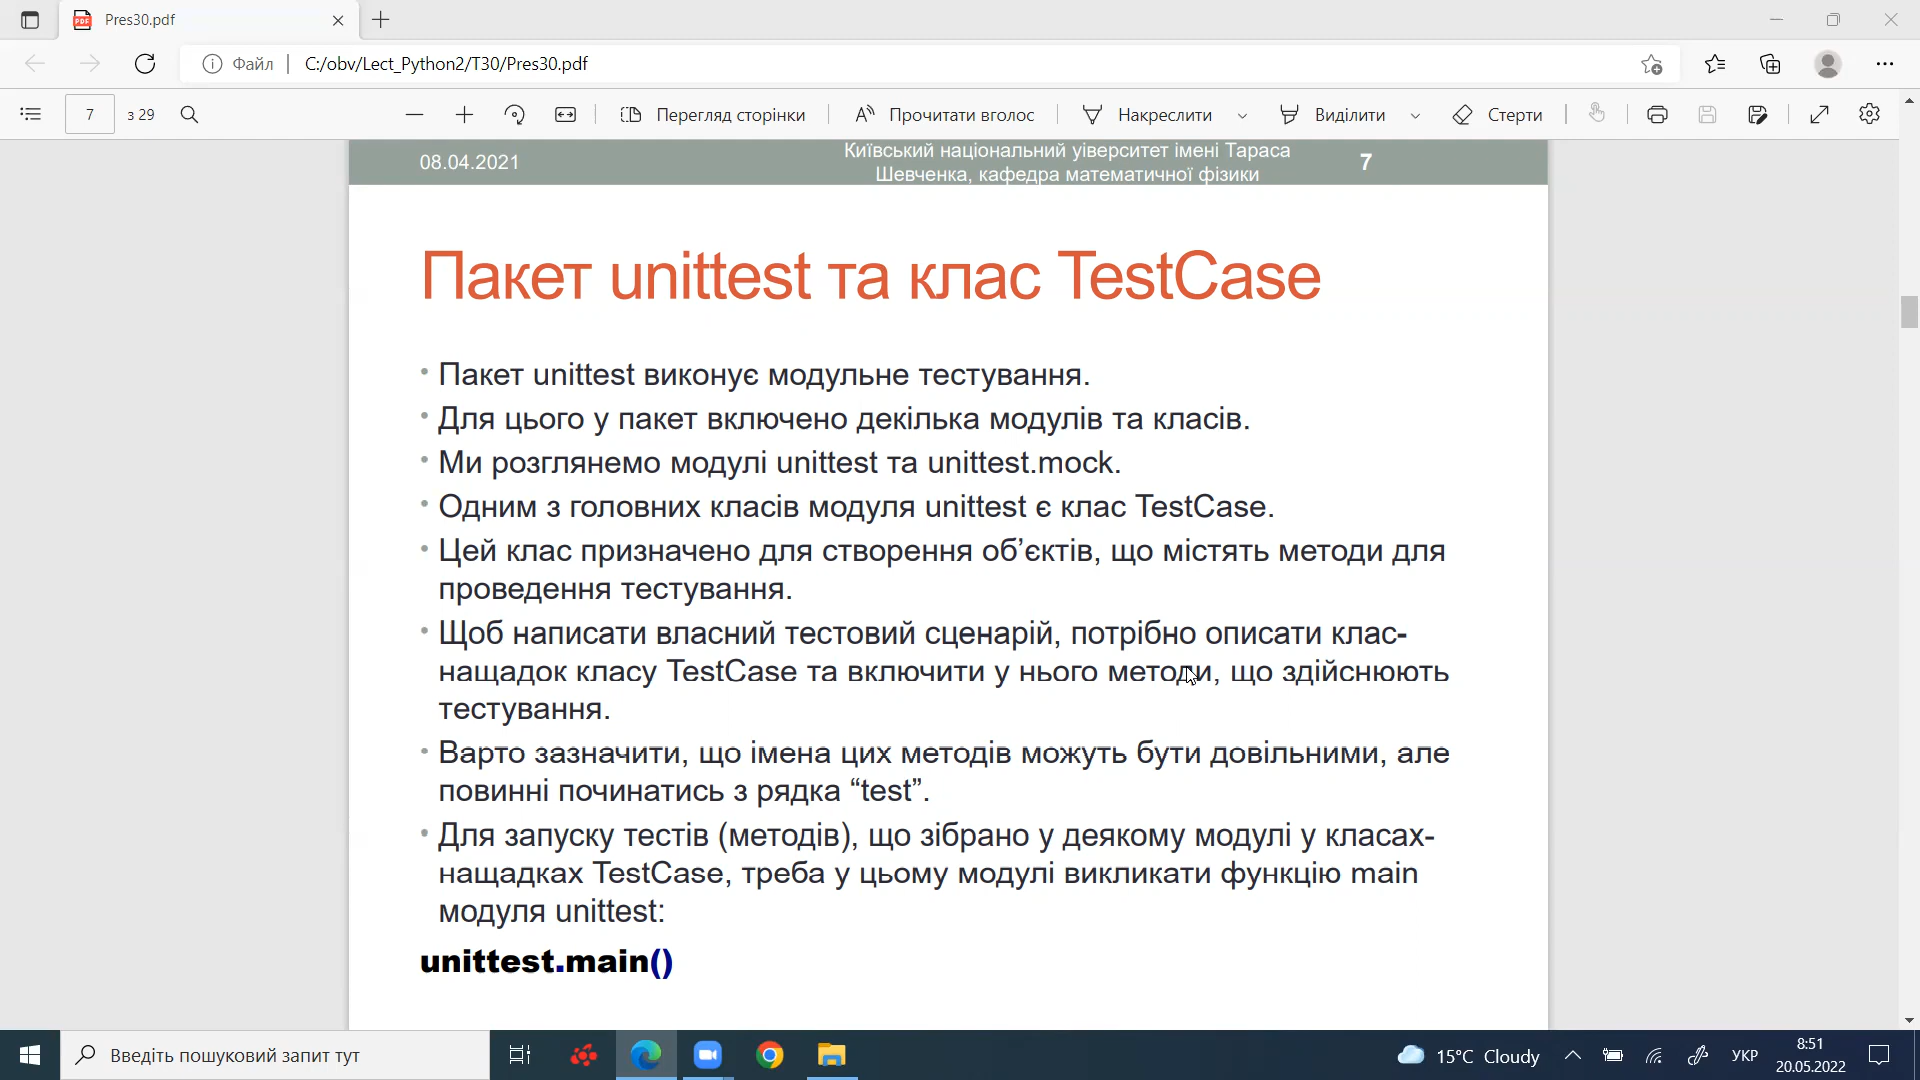 Pres30.pdf
Файл
C:/obv/Lect_Python2/T30/Pres30.pdf
7
з 29
Перегляд сторінки
Прочитати вголос
Накреслити
Виділити
Стерти
08.04.2021
Київський національний уіверситет імені Тараса
Шевченка, кафедра математичної фізики
7
Пакет unittest та клас TestCase
• Пакет unittest виконує модульне тестування.
• Для цього у пакет включено декілька модулів та класів.
• Ми розглянемо модулі unittest та unittest.mock.
• Одним з головних класів модуля unittest є клас TestCase.
• Цей клас призначено для створення об’єктів, що містять методи для
проведення тестування.
• Щоб написати власний тестовий сценарій, потрібно описати клас-
нащадок класу TestCase та включити у нього методи, що здійснюють
тестування.
• Варто зазначити, що імена цих методів можуть бути довільними, але
повинні починатись з рядка “test”.
• Для запуску тестів (методів), що зібрано у деякому модулі у класах-
нащадках TestCase, треба у цьому модулі викликати функцію main
модуля unittest:
unittest.main()
Введіть пошуковий запит тут
15°C Cloudy
УКР
8:51
20.05.2022